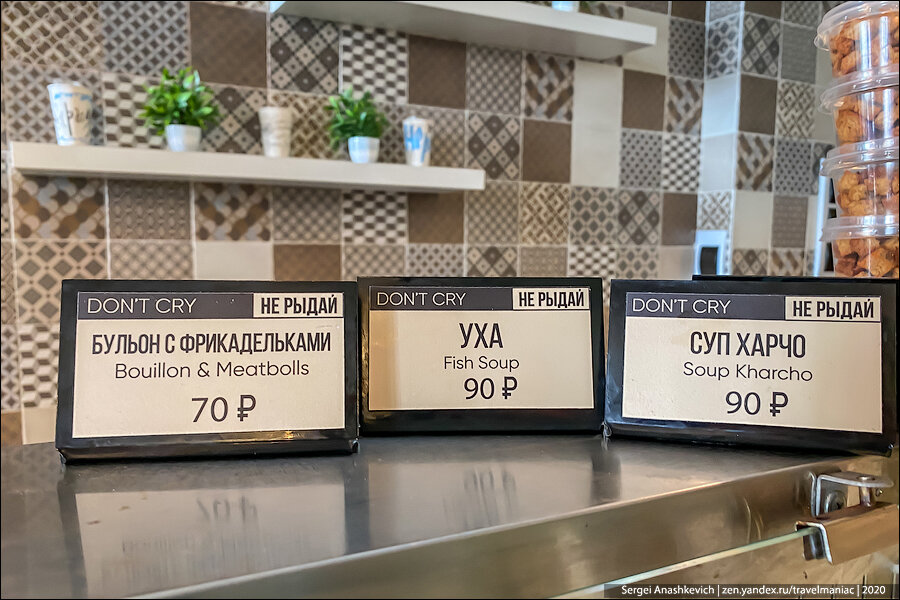 DON'T CRY НЕ РЫДАЙ
БУЛЬОН С ФРИКАДЕЛЬКАМИ
Bouillon & Meatbolls
70 ₽
DON'T CRY НЕ РЫДАЙ
УХА
Fish Soup
90 ₽
DON'T CRY НЕ РЫДАЙ
СУП ХАРЧО
Soup Kharcho
90 ₽
Sergei Anashkevich | zen.yandex.ru/travelmaniac | 2020